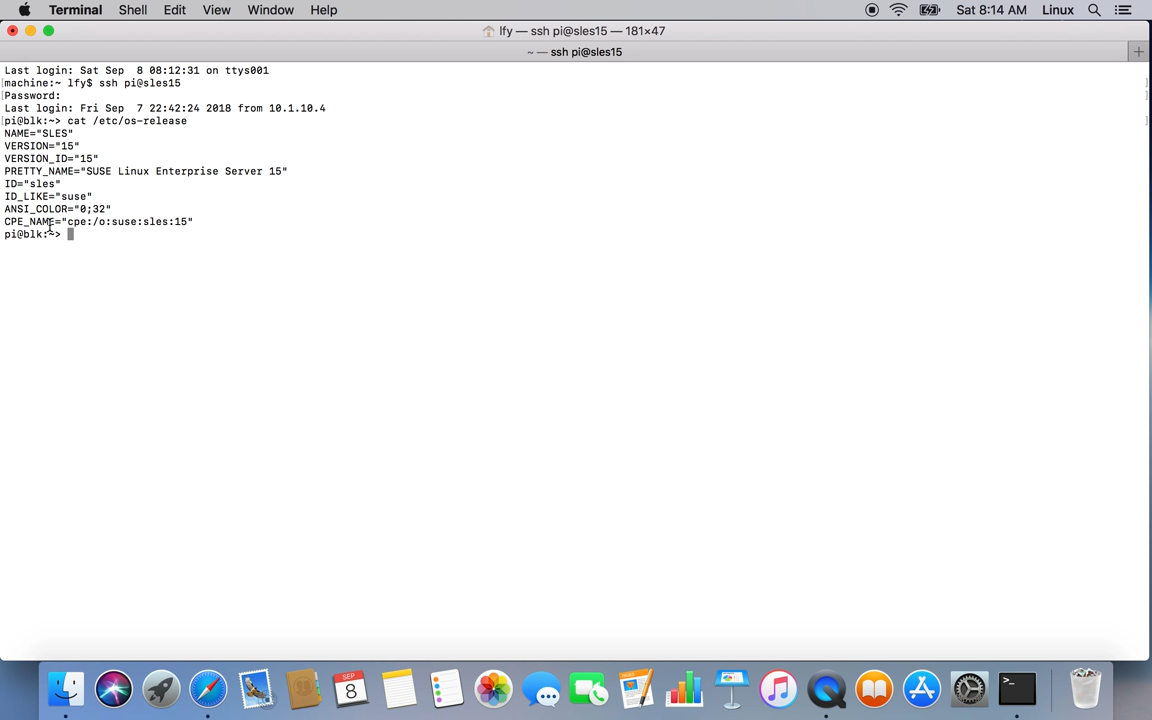 Terminal Shell Edit View Window Help Sat 8:14 AM Linux
lfy — ssh pi@sles15 — 181×47
~ — ssh pi@sles15
Last login: Sat Sep  8 08:12:31 on ttys001
[machine:~ lfy$ ssh pi@sles15 ]
[Password: ]
Last login: Fri Sep  7 22:42:24 2018 from 10.1.10.4
[pi@blk:~> cat /etc/os-release ]
NAME="SLES"
VERSION="15"
VERSION_ID="15"
PRETTY_NAME="SUSE Linux Enterprise Server 15"
ID="sles"
ID_LIKE="suse"
ANSI_COLOR="0;32"
CPE_NAME="cpe:/o:suse:sles:15"
pi@blk:~>
SEP
8
>_